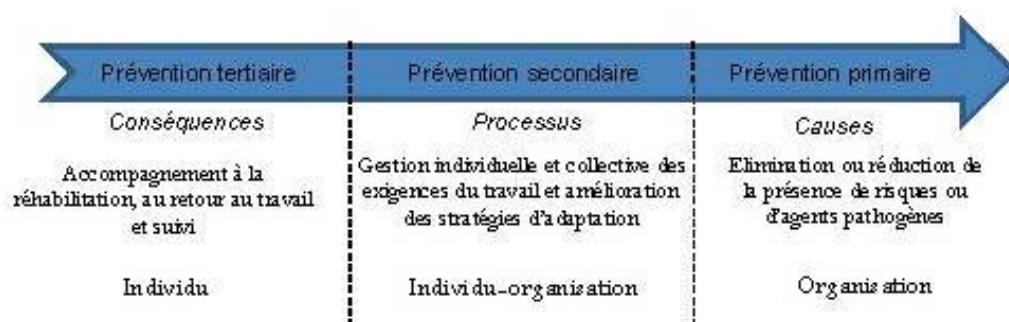 Prévention tertiaire
Prévention secondaire
Prévention primaire
Conséquences
Processus
Causes
Accompagnement à la
réhabilitation, au retour au travail
et suivi
Gestion individuelle et collective des
exigences du travail et amélioration
des stratégies d'adaptation
Elimination ou réduction de
la présence de risques ou
d'agents pathogènes
Individu
Individu-organisation
Organisation